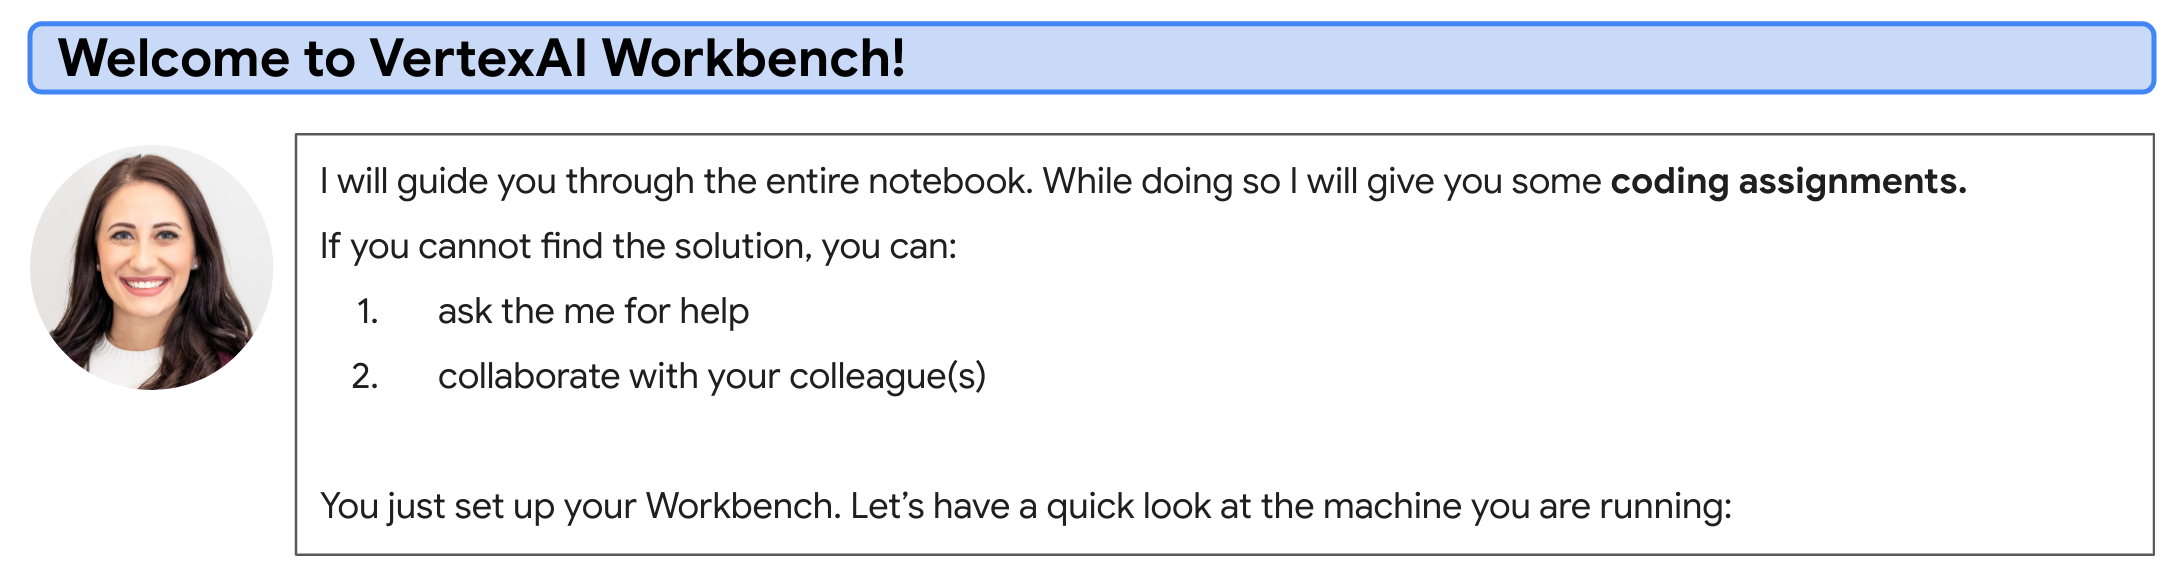 Welcome to VertexAI Workbench!
I will guide you through the entire notebook. While doing so I will give you some coding assignments.
If you cannot find the solution, you can:
1. ask the me for help
2. collaborate with your colleague(s)
You just set up your Workbench. Let’s have a quick look at the machine you are running: